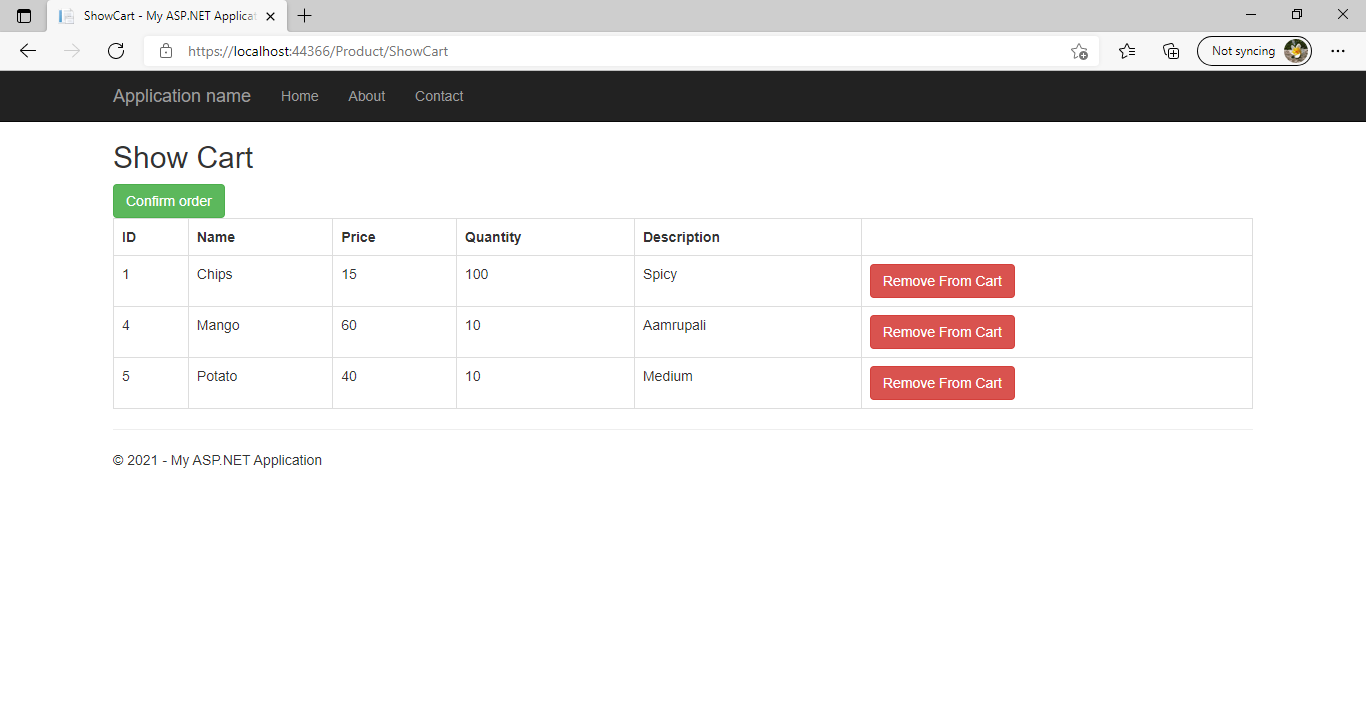 ShowCart - My ASP.NET Applicat
https://localhost:44366/Product/ShowCart
Not syncing
Application name Home About Contact
Show Cart
Confirm order
ID Name Price Quantity Description
1 Chips 15 100 Spicy Remove From Cart
4 Mango 60 10 Aamrupali Remove From Cart
5 Potato 40 10 Medium Remove From Cart
© 2021 - My ASP.NET Application